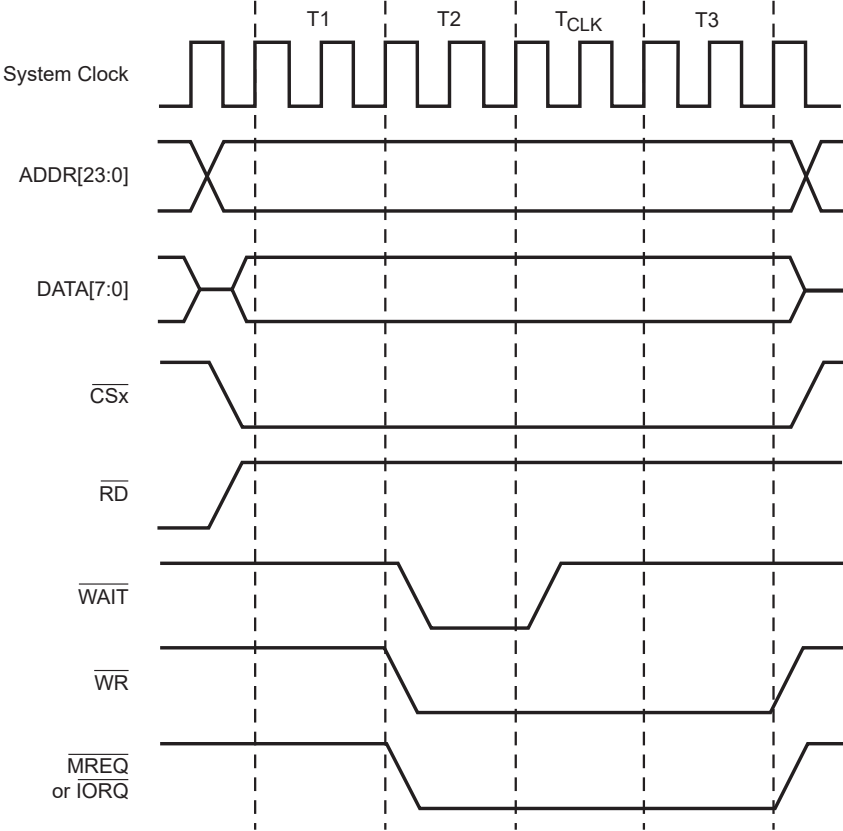 T1 T2 TCLK T3
System Clock
ADDR[23:0]
DATA[7:0]
CSx
RD
WAIT
WR
MREQ
or IORQ